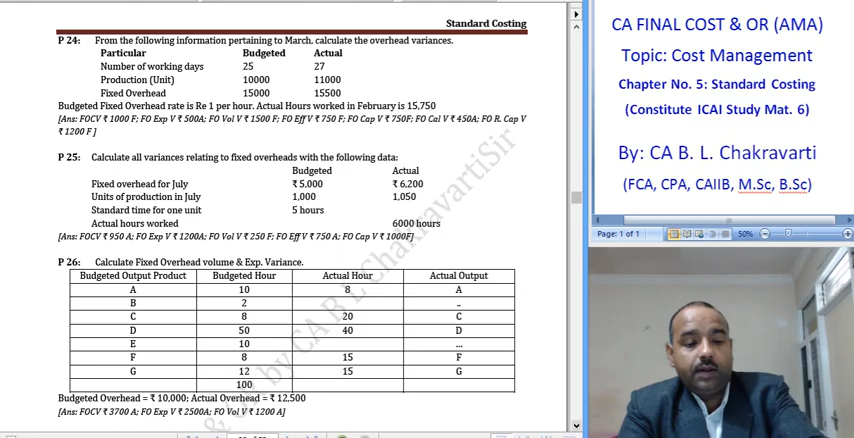 Standard Costing
P 24: From the following information pertaining to March, calculate the overhead variances.
Particular Budgeted Actual
Number of working days 25 27
Production (Unit) 10000 11000
Fixed Overhead 15000 15500
Budgeted Fixed Overhead rate is Re 1 per hour. Actual Hours worked in February is 15,750
[Ans: FOCV ₹ 1000 F; FO Exp V ₹ 500A; FO Vol V ₹ 1500 F; FO Eff V ₹ 750 F; FO Cap V ₹ 750F; FO Cal V ₹ 450A; FO R. Cap V
₹ 1200 F ]
P 25: Calculate all variances relating to fixed overheads with the following data:
Budgeted Actual
Fixed overhead for July ₹ 5,000 ₹ 6,200
Units of production in July 1,000 1,050
Standard time for one unit 5 hours
Actual hours worked 6000 hours
[Ans: FOCV ₹ 950 A; FO Exp V ₹ 1200A; FO Vol V ₹ 250 F; FO Eff V ₹ 750 A; FO Cap V ₹ 1000F]
P 26: Calculate Fixed Overhead volume & Exp. Variance.
Budgeted Output Product Budgeted Hour Actual Hour Actual Output
A 10 8 A
B 2 ..
C 8 20 C
D 50 40 D
E 10 ...
F 8 15 F
G 12 15 G
100
Budgeted Overhead = ₹ 10,000; Actual Overhead = ₹ 12,500
[Ans: FOCV ₹ 3700 A; FO Exp V ₹ 2500A; FO Vol V ₹ 1200 A]
by CA B L ChakravartiSir
CA FINAL COST & OR (AMA)
Topic: Cost Management
Chapter No. 5: Standard Costing
(Constitute ICAI Study Mat. 6)
By: CA B. L. Chakravarti
(FCA, CPA, CAIIB, M.Sc, B.Sc)
Page: 1 of 1 50%